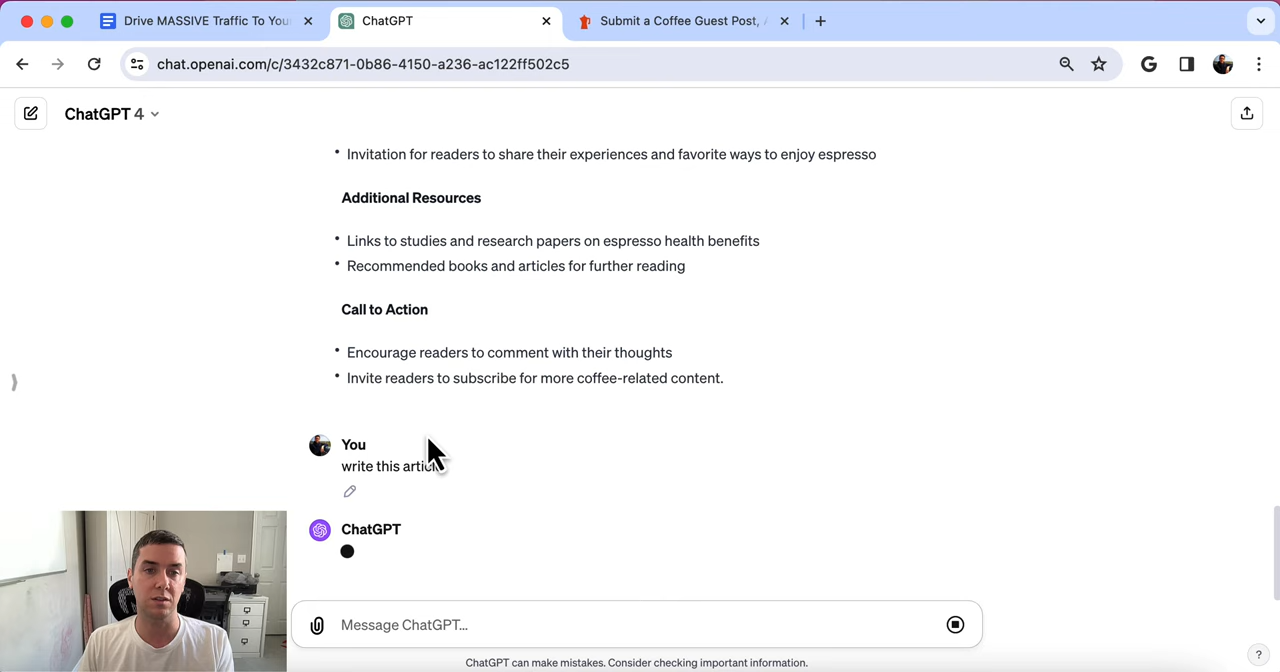 Drive MASSIVE Traffic To You
ChatGPT
Submit a Coffee Guest Post,
chat.openai.com/c/3432c871-0b86-4150-a236-ac122ff502c5
ChatGPT 4
• Invitation for readers to share their experiences and favorite ways to enjoy espresso
Additional Resources
• Links to studies and research papers on espresso health benefits
• Recommended books and articles for further reading
Call to Action
• Encourage readers to comment with their thoughts
• Invite readers to subscribe for more coffee-related content.
You
write this article
ChatGPT
Message ChatGPT...
ChatGPT can make mistakes. Consider checking important information.
?